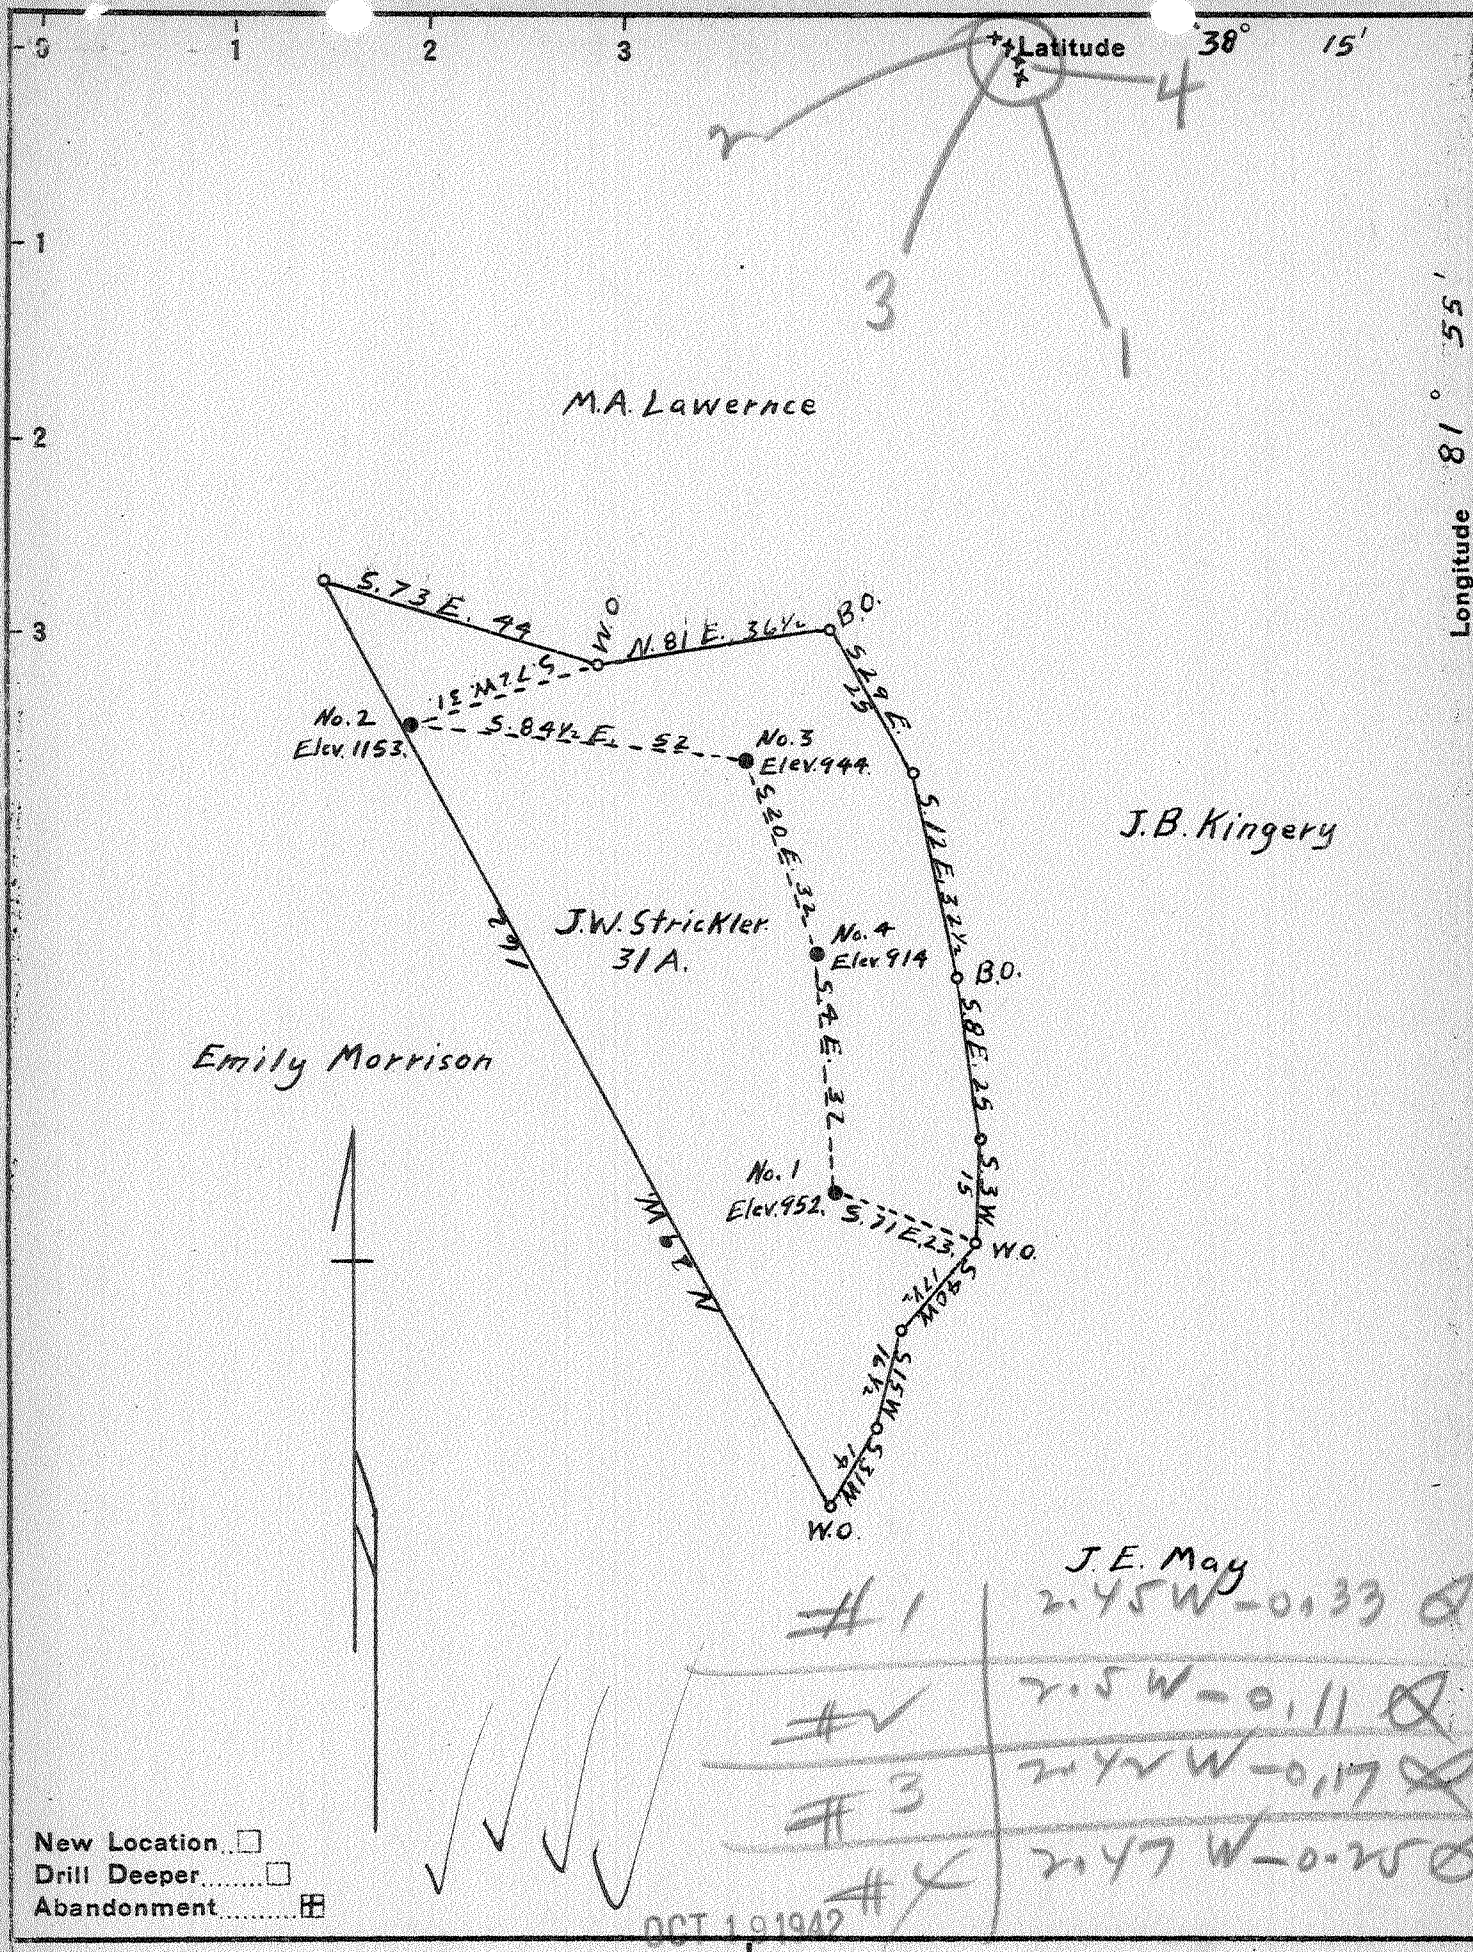 0 1 2 3 Latitude 38° 15'
2 4
1
3
1
Longitude 81° 55'
M.A. Lawernce
2
3
S. 73 E. 44
W.O
N. 81 E. 36½
B.O.
S. 72 W. 31.
S 29 E.
25
No. 2
Elev. 1153.
S. 84½ E. 52
No. 3
Elev. 944.
S. 20 E. 32
S. 12 E. 32½
J.B. Kingery
J.W. Strickler
31 A.
162
No. 4
Elev. 914
B.O.
S. 4 E. 32
S. 8 E. 25
Emily Morrison
No. 1
Elev. 952.
S. 71 E. 23.
S. 3 W.
15
W.O.
S 40 W
17½
S 15 W
16½
S. 31 W
19
W.O.
J.E. May
#1 2.45W - 0.33
#2 2.5W - 0.11
#3 2.42W - 0.17
#4 2.47W - 0.25
New Location
Drill Deeper
Abandonment
OCT 19 1942